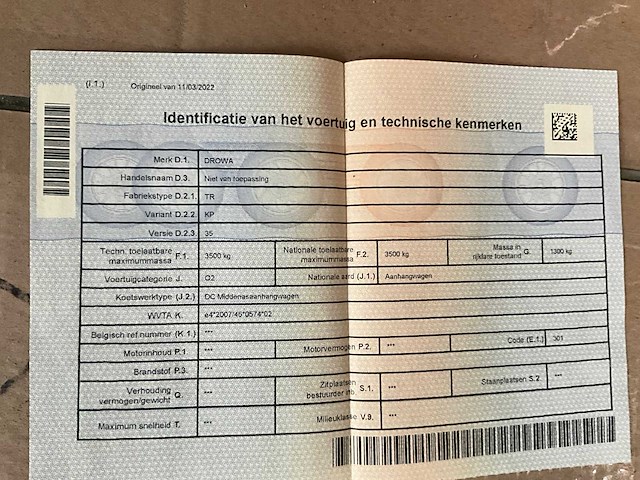 (I.1.) Origineel van 11/03/2022
Identificatie van het voertuig en technische kenmerken
Merk D.1. DROWA
Handelsnaam D.3. Niet van toepassing
Fabriekstype D.2.1. TR
Variant D.2.2. KP
Versie D.2.3. 35
Techn. toelaatbare maximummassa F.1. 3500 kg Nationale toelaatbare maximummassa F.2. 3500 kg Massa in rijklare toestand G. 1300 kg
Voertuigcategorie J. O2 Nationale aard (J.1.) Aanhangwagen
Koetswerktype (J.2.) DC Middenasaanhangwagen
WVTA K. e4*2007/46*0574*02
Belgisch ref.nummer (K.1.) ***
Motorinhoud P.1 *** Motorvermogen P.2. *** Code (E.1.) 301
Brandstof P.3. ***
Verhouding vermogen/gewicht Q. *** Zitplaatsen bestuurder inb. S.1. *** Staanplaatsen S.2. ***
Maximum snelheid T. *** Milieuklasse V.9. ***